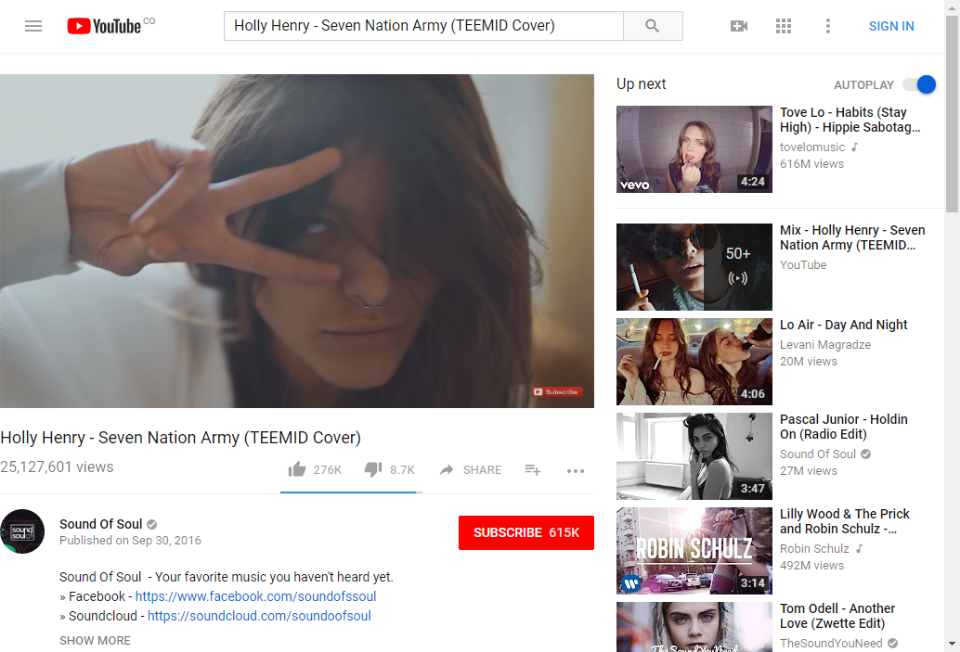 YouTube CO
Holly Henry - Seven Nation Army (TEEMID Cover)
SIGN IN
Subscribe
Holly Henry - Seven Nation Army (TEEMID Cover)
25,127,601 views
276K
8.7K
SHARE
Sound Of Soul
Published on Sep 30, 2016
SUBSCRIBE 615K
sound
soul
Sound Of Soul - Your favorite music you haven't heard yet.
» Facebook - https://www.facebook.com/soundofssoul
» Soundcloud - https://soundcloud.com/soundoofsoul
SHOW MORE
Up next
AUTOPLAY
vevo
4:24
Tove Lo - Habits (Stay
High) - Hippie Sabotag...
tovelomusic
616M views
50+
Mix - Holly Henry - Seven
Nation Army (TEEMID...
YouTube
4:06
Lo Air - Day And Night
Levani Magradze
20M views
3:47
Pascal Junior - Holdin
On (Radio Edit)
Sound Of Soul
27M views
ROBIN SCHULZ
W
3:14
Lilly Wood & The Prick
and Robin Schulz -...
Robin Schulz
492M views
TheSoundYouNeed
Tom Odell - Another
Love (Zwette Edit)
TheSoundYouNeed